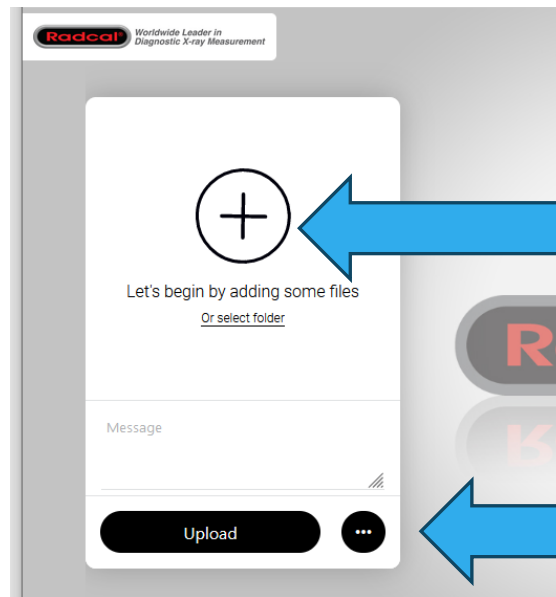 Radcal®
Worldwide Leader in
Diagnostic X-ray Measurement
Let's begin by adding some files
Or select folder
R
Message
Upload